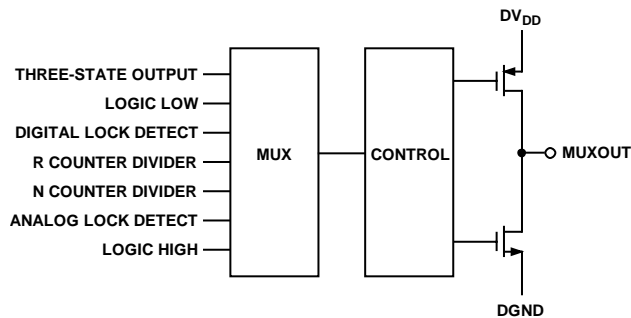 DVDD
THREE-STATE OUTPUT
LOGIC LOW
DIGITAL LOCK DETECT
R COUNTER DIVIDER
N COUNTER DIVIDER
ANALOG LOCK DETECT
LOGIC HIGH
MUX
CONTROL
MUXOUT
DGND